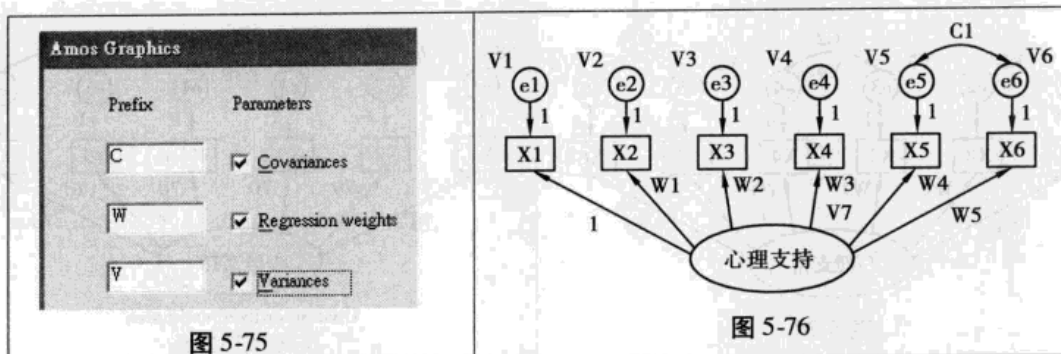 Amos Graphics
Prefix Parameters
C Covariances
W Regression weights
V Variances
图 5-75
C1
V1 V2 V3 V4 V5 V6
e1 e2 e3 e4 e5 e6
1 1 1 1 1 1
X1 X2 X3 X4 X5 X6
1 W1 W2 W3 W4 W5
V7
心理支持
图 5-76